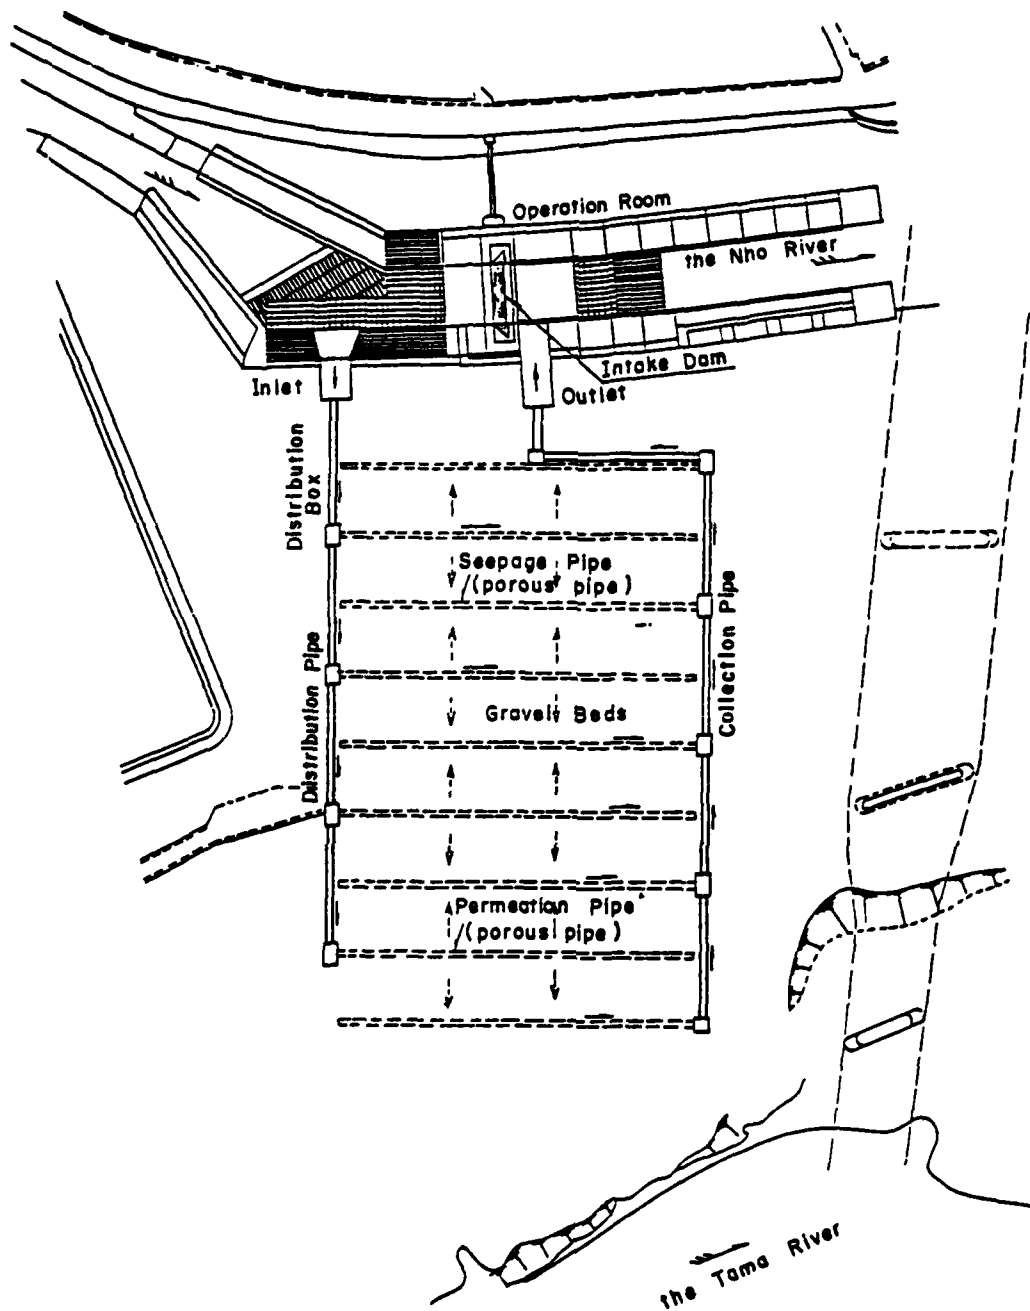 Operation Room
the Nho River
Intake Dam
Inlet
Outlet
Distribution
Box
Seepage Pipe
(porous pipe)
Distribution Pipe
Collection Pipe
Gravel Beds
Permeation Pipe
(porous pipe)
the Tama River